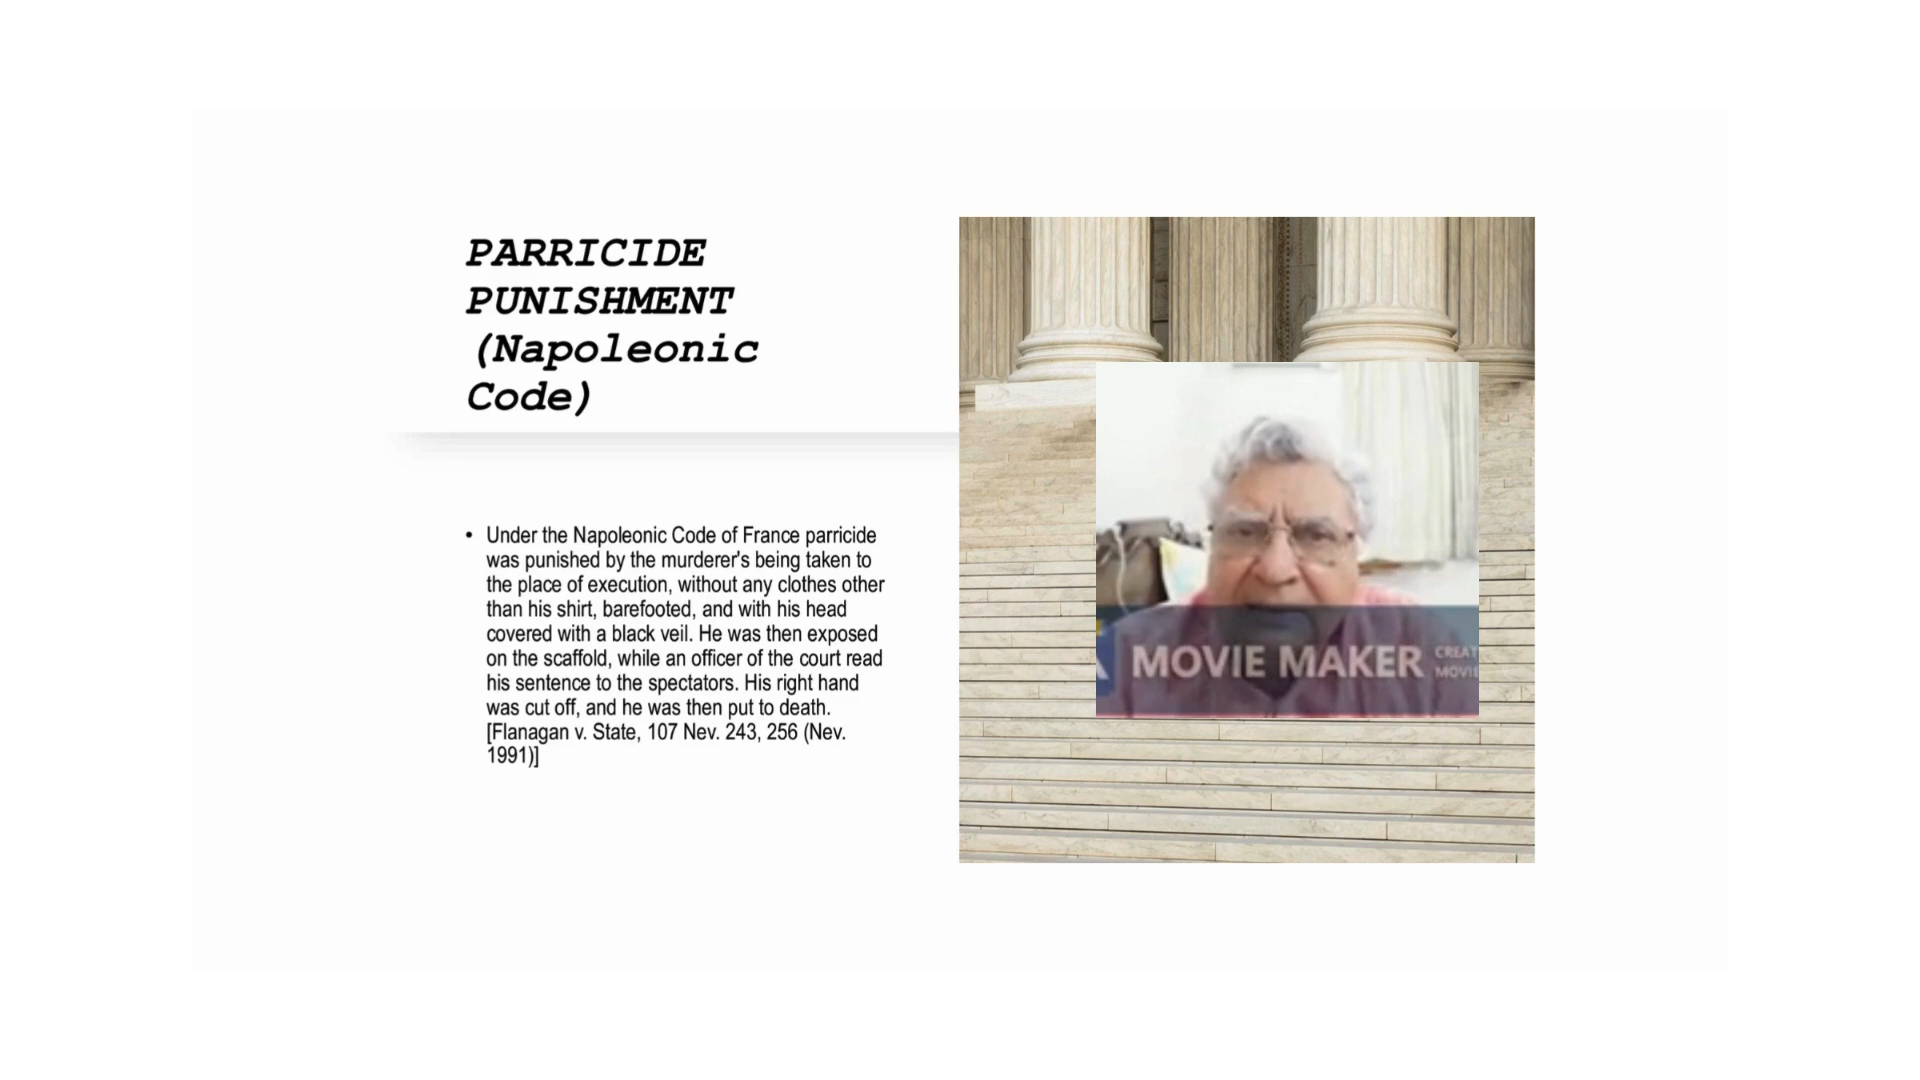 PARRICIDE
PUNISHMENT
(Napoleonic
Code)
• Under the Napoleonic Code of France parricide
was punished by the murderer's being taken to
the place of execution, without any clothes other
than his shirt, barefooted, and with his head
covered with a black veil. He was then exposed
on the scaffold, while an officer of the court read
his sentence to the spectators. His right hand
was cut off, and he was then put to death.
[Flanagan v. State, 107 Nev. 243, 256 (Nev.
1991)]
MOVIE MAKER
CREAT
MOVIE